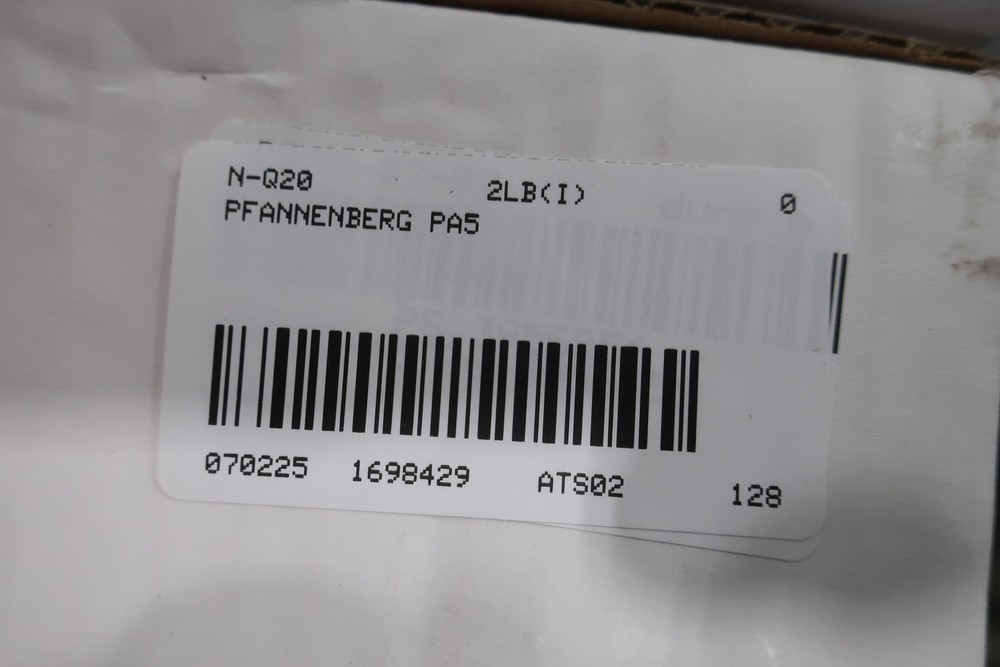 N-Q20 2LB(I) 0
PFANNENBERG PA5
070225 1698429 ATS02 128